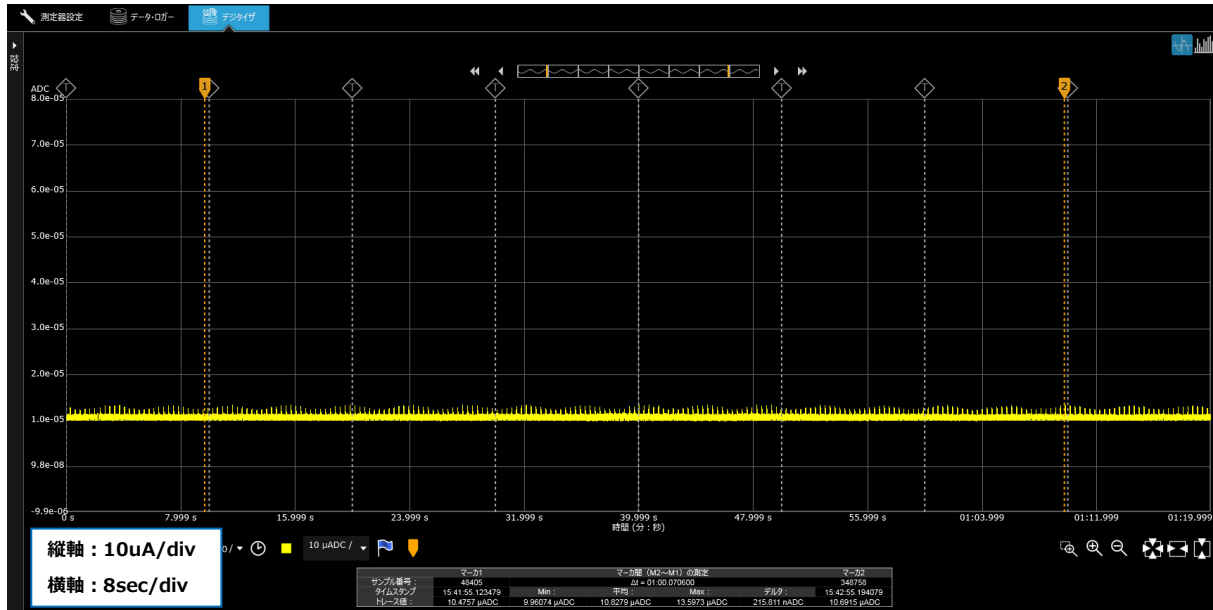 測定器設定 データ・ロガー デジタイザ
設定
ADC
T 1 T T T T T T 2
8.0e-05
7.0e-05
6.0e-05
5.0e-05
4.0e-05
3.0e-05
2.0e-05
1.0e-05
9.8e-08
-9.9e-06
0 s 7.999 s 15.999 s 23.999 s 31.999 s 39.999 s 47.999 s 55.999 s 01:03.999 01:11.999 01:19.999
時間 (分 : 秒)
縦軸：10uA/div
横軸：8sec/div
/ 10 µADC /
マーカ1 マーカ間（M2～M1）の測定 マーカ2
サンプル番号 : 48405 Δt = 01:00.070600 348758
タイムスタンプ 15:41:55.123479 Min : 平均 : Max : デルタ : 15:42:55.194079
トレース値 : 10.4757 µADC 9.96074 µADC 10.8279 µADC 13.5973 µADC 215.811 nADC 10.6915 µADC